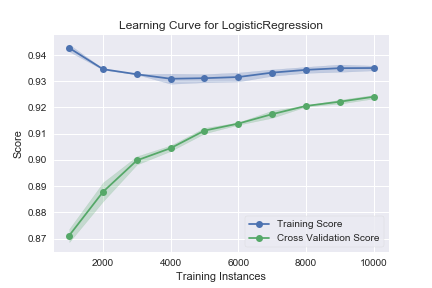 Learning Curve for LogisticRegression
Score
0.94
0.93
0.92
0.91
0.90
0.89
0.88
0.87
Training Score
Cross Validation Score
2000 4000 6000 8000 10000
Training Instances